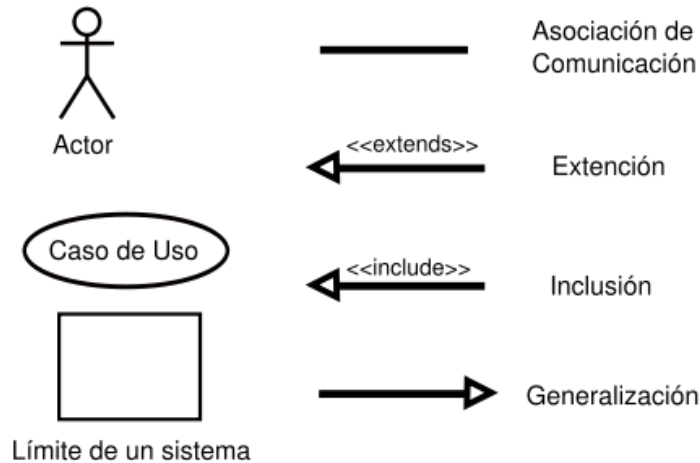 Actor
Caso de Uso
Límite de un sistema
Asociación de
Comunicación
<<extends>>
Extención
<<include>>
Inclusión
Generalización